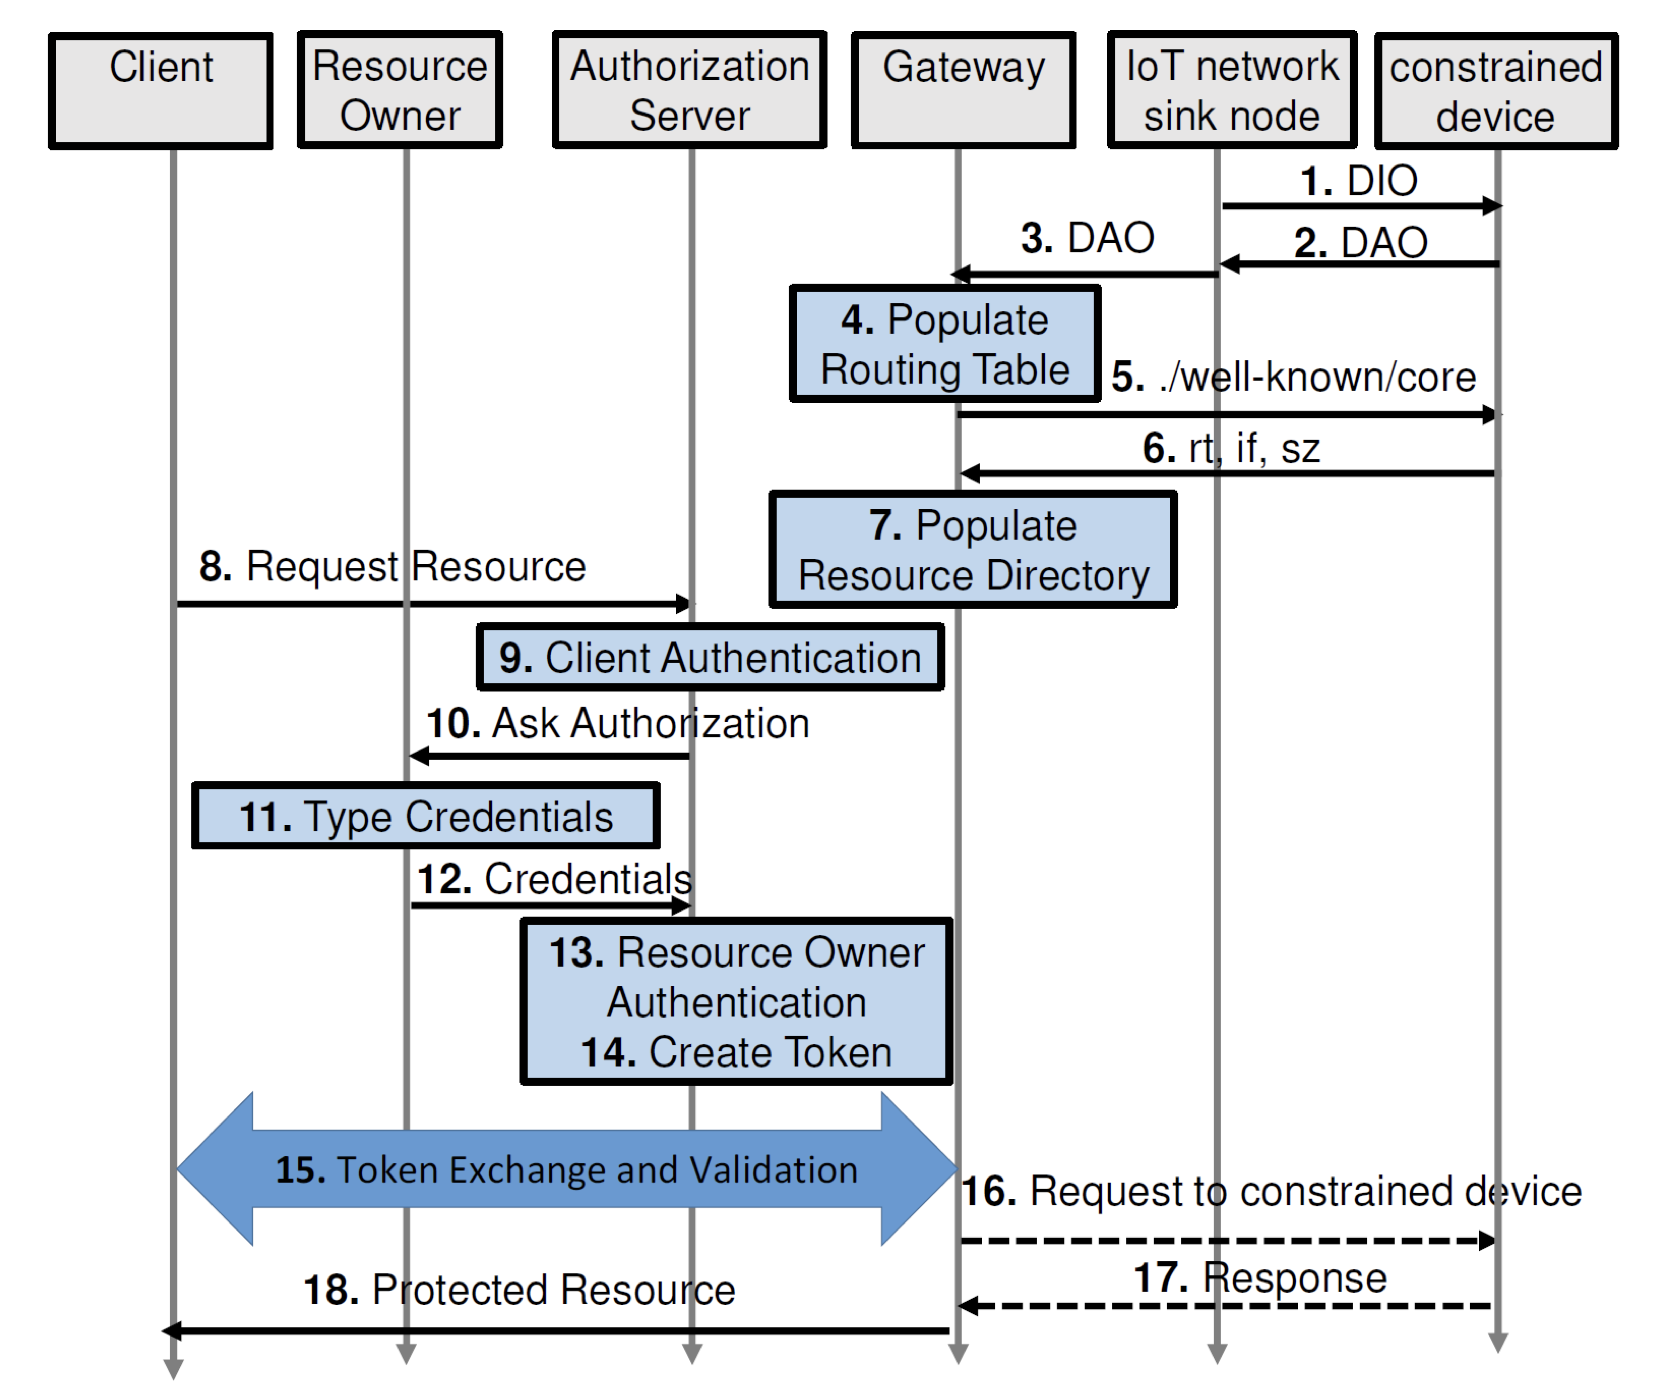 Client
Resource
Owner
Authorization
Server
Gateway
IoT network
sink node
constrained
device
1. DIO
2. DAO
3. DAO
4. Populate
Routing Table
5. ./well-known/core
6. rt, if, sz
7. Populate
Resource Directory
8. Request Resource
9. Client Authentication
10. Ask Authorization
11. Type Credentials
12. Credentials
13. Resource Owner
Authentication
14. Create Token
15. Token Exchange and Validation
16. Request to constrained device
17. Response
18. Protected Resource